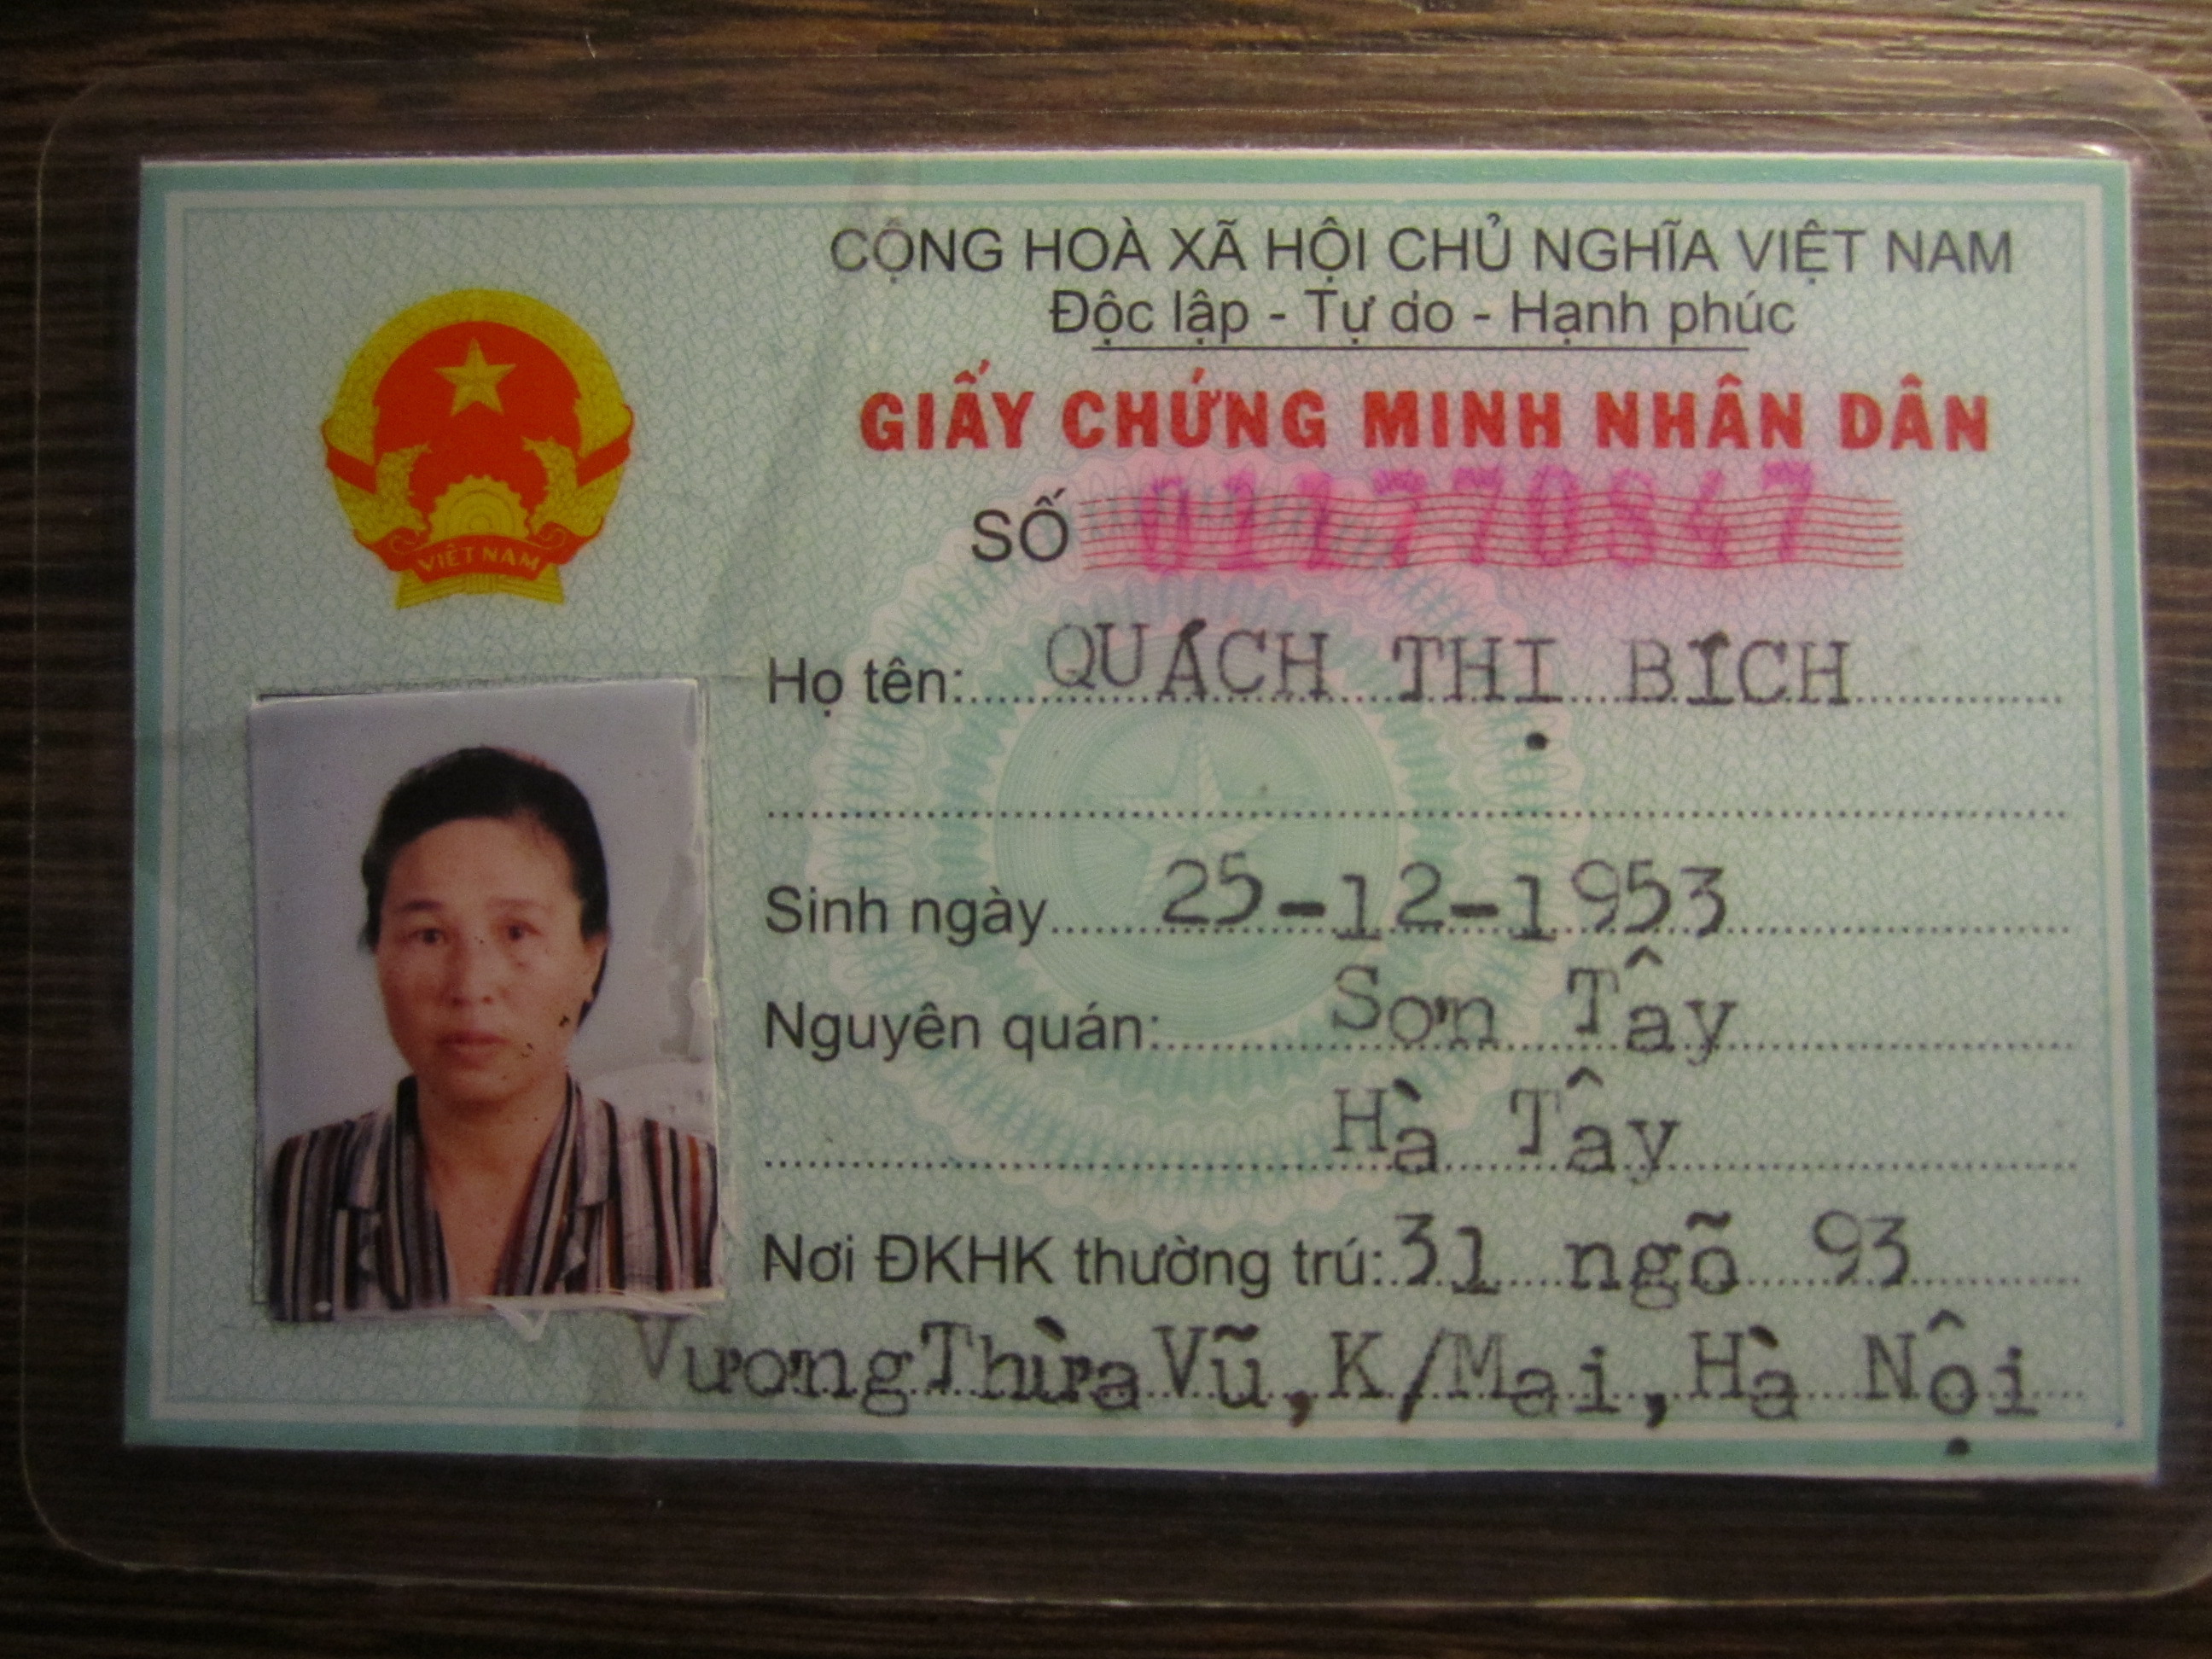 CỘNG HOÀ XÃ HỘI CHỦ NGHĨA VIỆT NAM
Độc lập - Tự do - Hạnh phúc
GIẤY CHỨNG MINH NHÂN DÂN
SỐ 011770847
VIỆT NAM
Họ tên: QUÁCH THỊ BÍCH
Sinh ngày 25-12-1953
Nguyên quán: Sơn Tây
Hà Tây
Nơi ĐKHK thường trú: 31 ngõ 93
Vương Thừa Vũ, K/Mai, Hà Nội